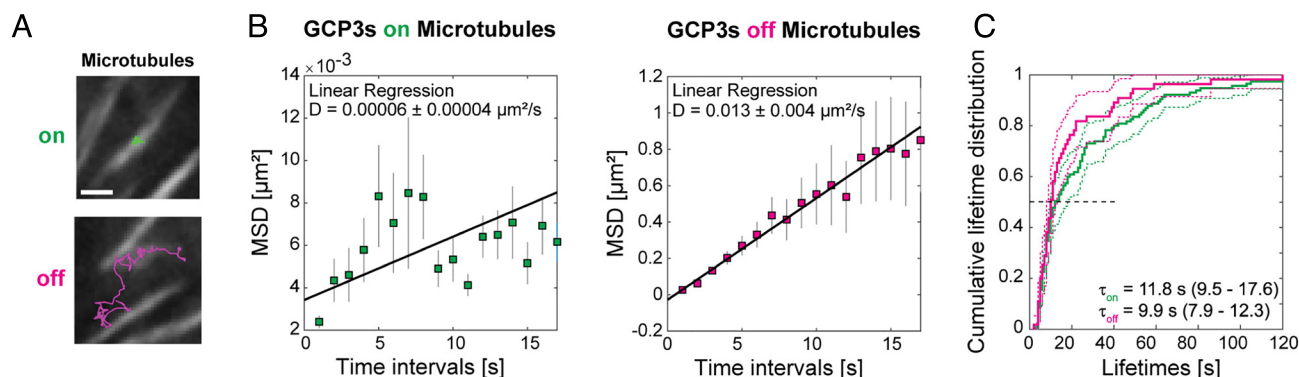 A
Microtubules
on
off
B
GCP3s on Microtubules
×10⁻³
14
12
10
8
6
4
2
MSD [µm²]
Linear Regression
D = 0.00006 ± 0.00004 µm²/s
0 5 10 15
Time intervals [s]
GCP3s off Microtubules
1.2
1
0.8
0.6
0.4
0.2
0
-0.2
MSD [µm²]
Linear Regression
D = 0.013 ± 0.004 µm²/s
0 5 10 15
Time intervals [s]
C
1
0.8
0.6
0.4
0.2
0
Cumulative lifetime distribution
τon = 11.8 s (9.5 - 17.6)
τoff = 9.9 s (7.9 - 12.3)
0 20 40 60 80 100 120
Lifetimes [s]